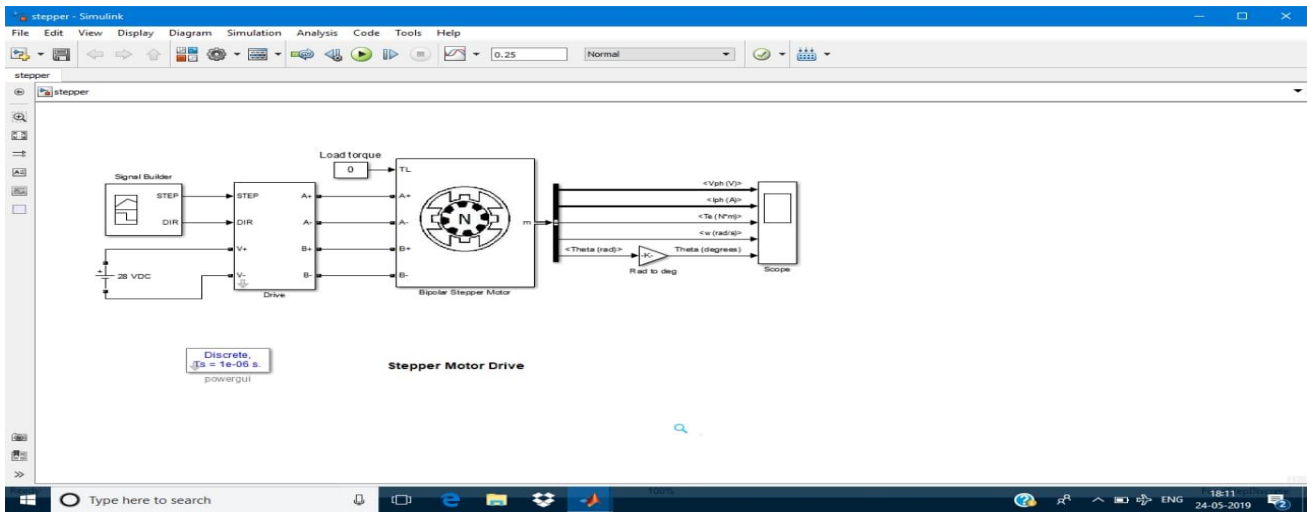 stepper - Simulink
File Edit View Display Diagram Simulation Analysis Code Tools Help
0.25 Normal
stepper
stepper
Load torque
0
TL
Signal Builder
STEP
DIR
STEP
DIR
V+
V-
A+
A-
B+
B-
Drive
28 VDC
A+
A-
B+
B-
N
m
Bipolar Stepper Motor
<Vph (V)>
<Iph (A)>
<Te (N*m)>
<w (rad/s)>
<Theta (rad)>
-K-
Theta (degrees)
Rad to deg
Scope
Discrete,
Ts = 1e-06 s.
powergui
Stepper Motor Drive
100%
Type here to search
ENG
18:11
24-05-2019
2